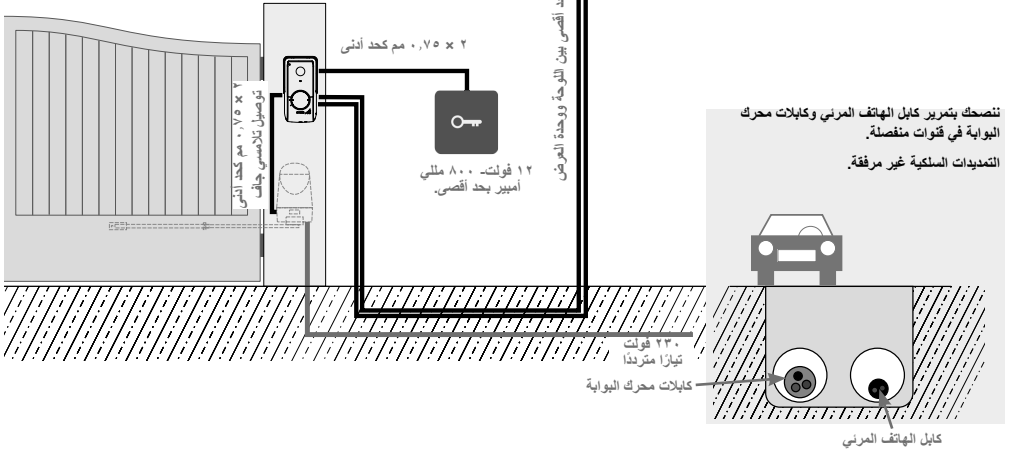 ٢ × ٠,٧٥ مم كحد أدنى
٢ × ٠,٧٥ مم كحد أدنى
توصيل تلامسي جاف
أقصى بين اللوحة ووحدة العرض
١٢ فولت- ٨٠٠ مللي
أمبير بحد أقصى.
ننصحك بتمرير كابل الهاتف المرئي وكابلات محرك
البوابة في قنوات منفصلة.
التمديدات السلكية غير مرفقة.
٢٣٠ فولت
تيارًا مترددًا
كابلات محرك البوابة
كابل الهاتف المرئي